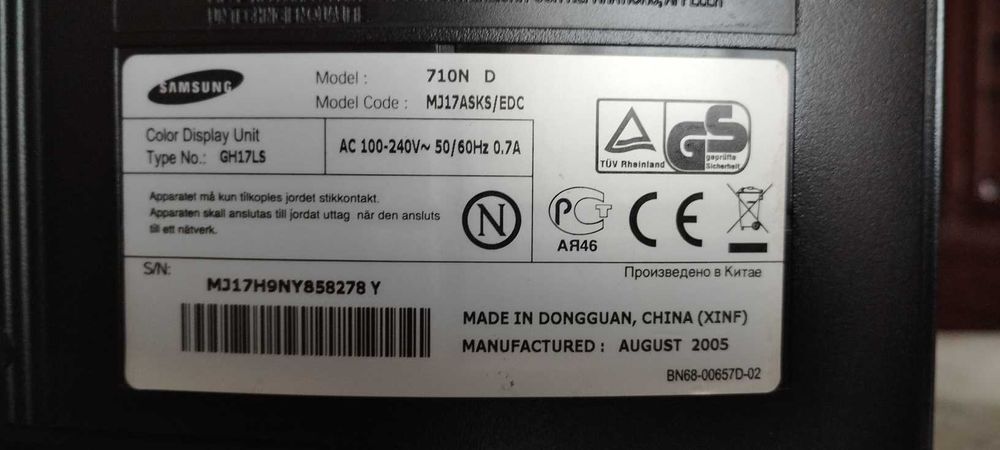 SAMSUNG
Model : 710N D
Model Code : MJ17ASKS/EDC
Color Display Unit
Type No.: GH17LS
AC 100-240V~ 50/60Hz 0.7A
TÜV Rheinland
GS
geprüfte
Sicherheit
Apparatet må kun tilkoples jordet stikkontakt.
Apparaten skall anslutas till jordat uttag när den ansluts
till ett nätverk.
N
PCT
АЯ46
CE
Произведено в Китае
S/N:
MJ17H9NY858278 Y
MADE IN DONGGUAN, CHINA (XINF)
MANUFACTURED : AUGUST 2005
BN68-00657D-02